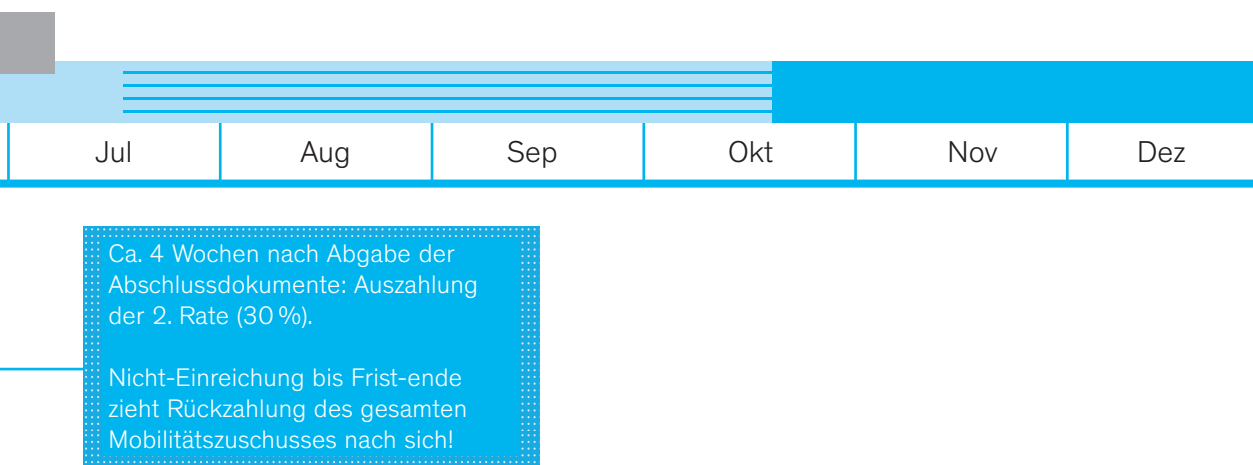 Jul Aug Sep Okt Nov Dez
Ca. 4 Wochen nach Abgabe der
Abschlussdokumente: Auszahlung
der 2. Rate (30 %).
Nicht-Einreichung bis Frist-ende
zieht Rückzahlung des gesamten
Mobilitätszuschusses nach sich!